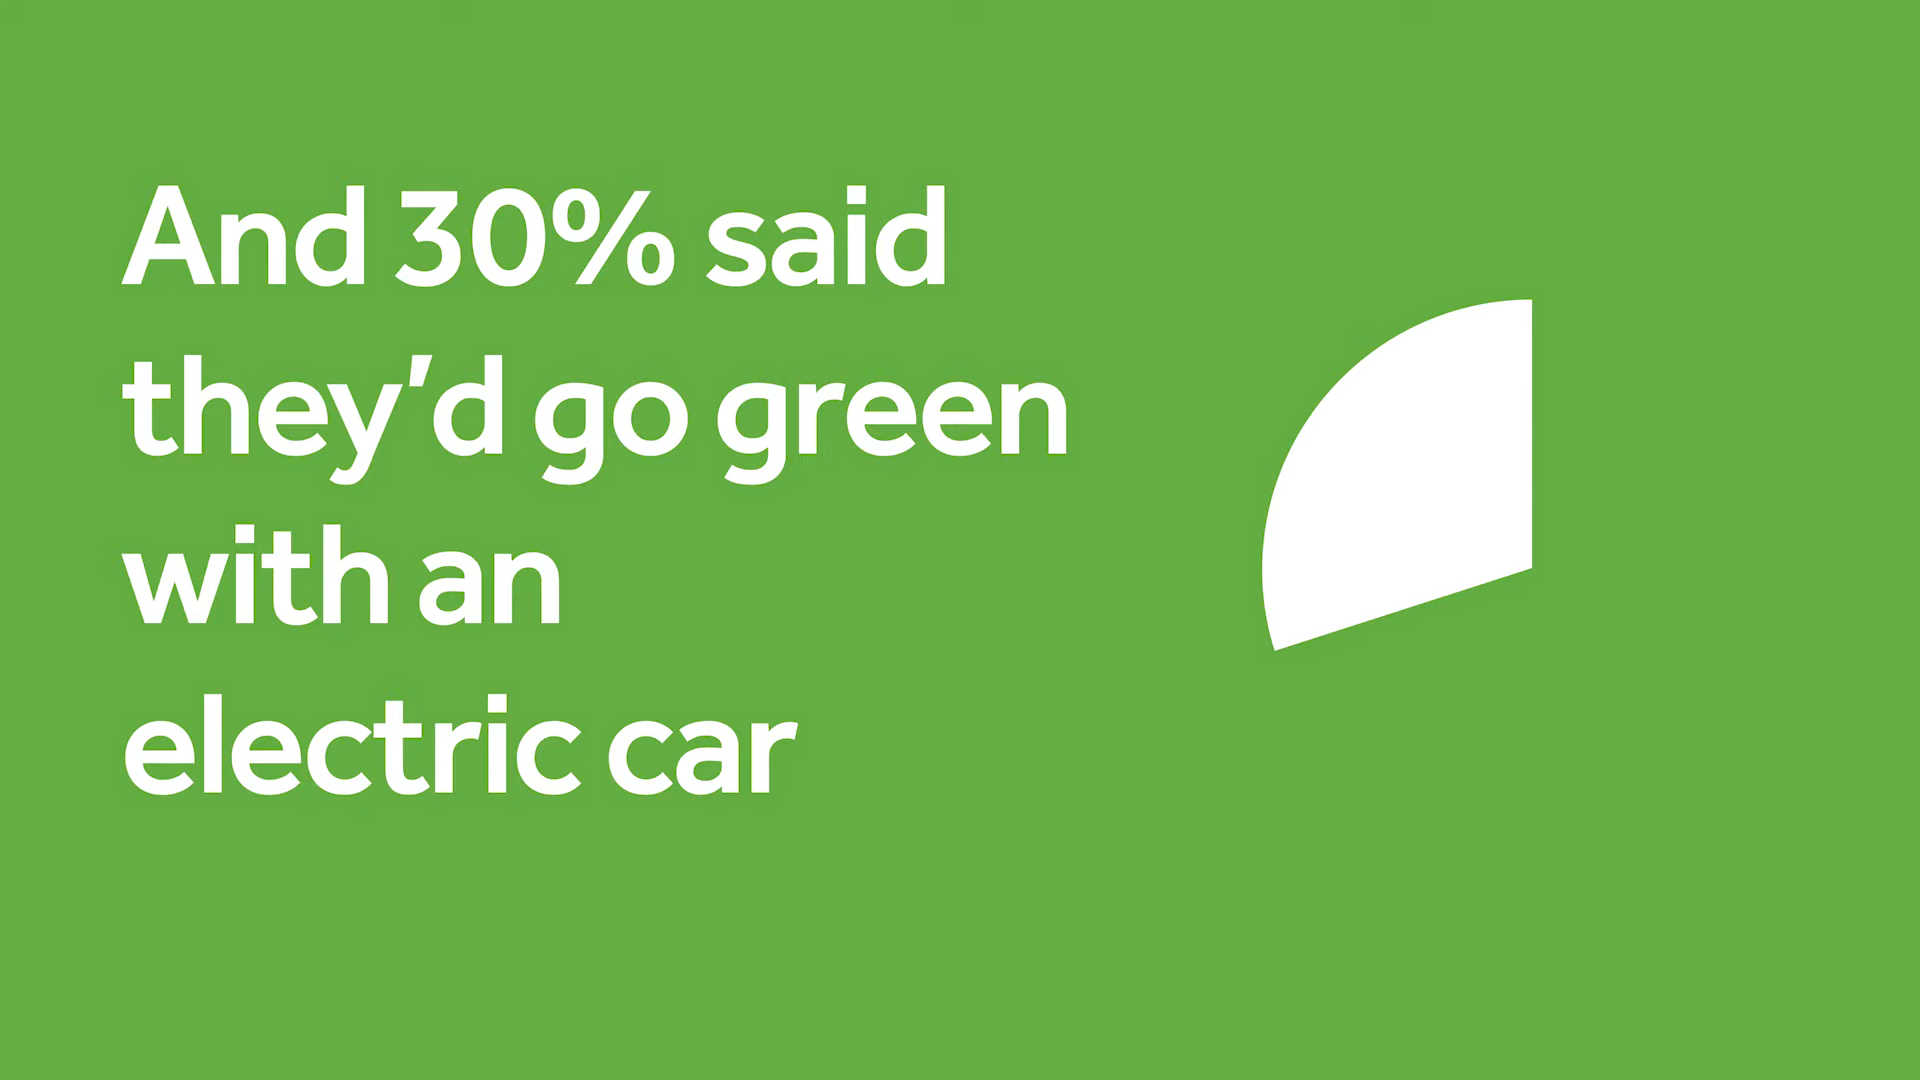 And 30% said
they’d go green
with an
electric car